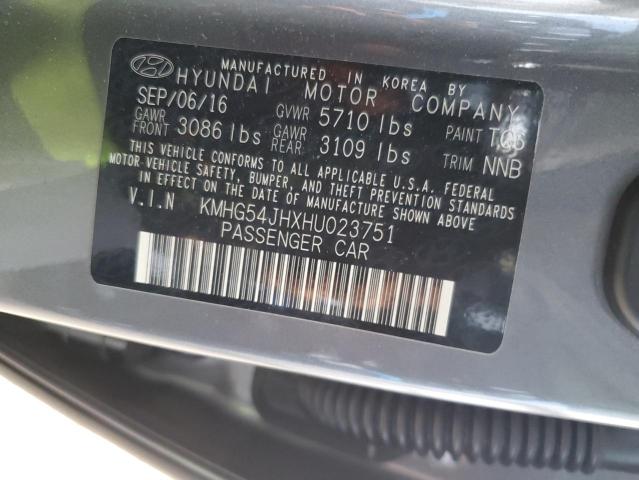 MANUFACTURED IN KOREA BY
HYUNDAI MOTOR COMPANY
SEP/06/16 GVWR 5710 lbs PAINT
GAWR FRONT 3086 lbs GAWR REAR: 3109 lbs TRIM NNB
THIS VEHICLE CONFORMS TO ALL APPLICABLE U.S.A. FEDERAL
MOTOR VEHICLE SAFETY, BUMPER, AND THEFT PREVENTION STANDARDS
IN EFFECT ON THE DATE OF MANUFACTURE SHOWN ABOVE.
V.I.N KMHG54JHXHU023751
PASSENGER CAR